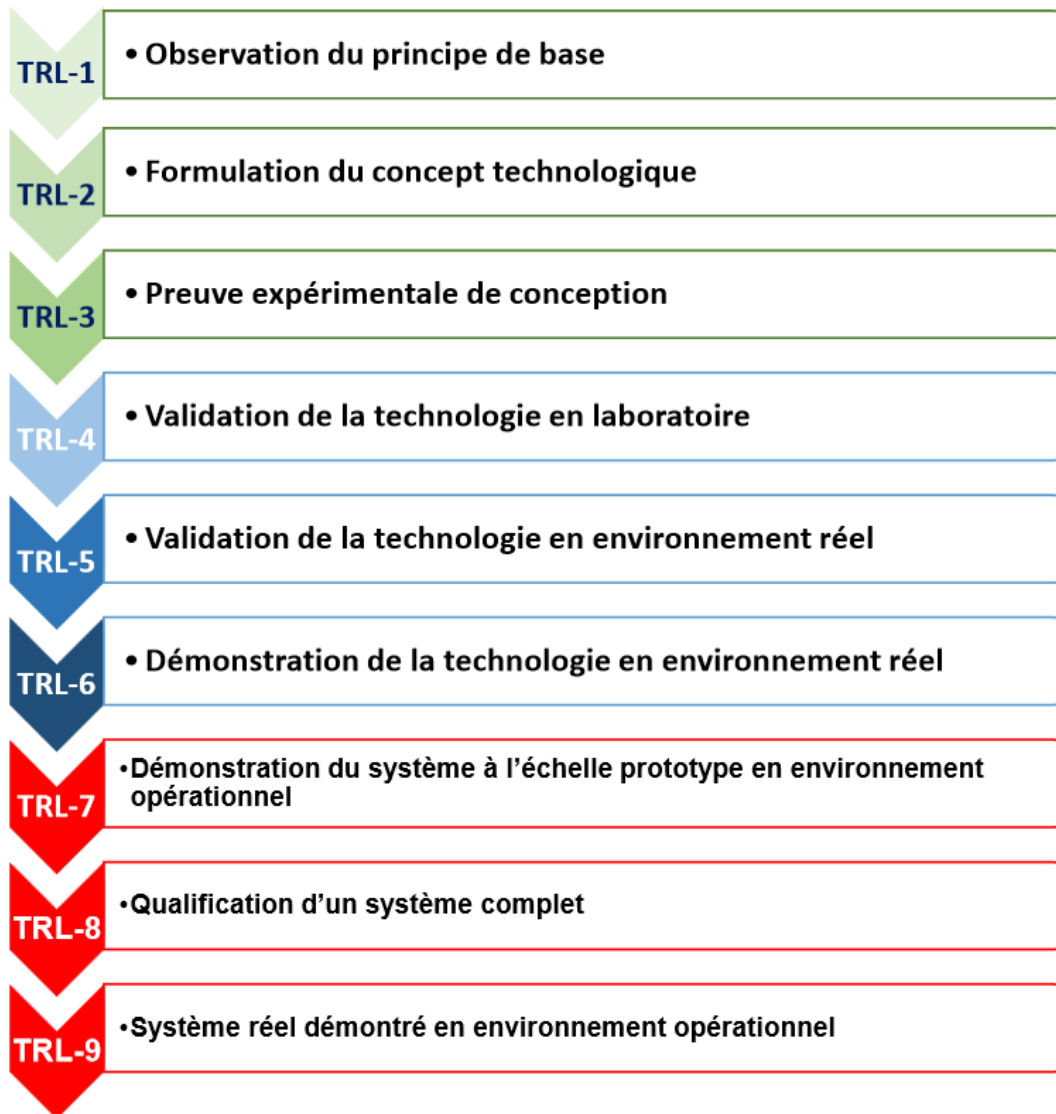 TRL-1
• Observation du principe de base
TRL-2
• Formulation du concept technologique
TRL-3
• Preuve expérimentale de conception
TRL-4
• Validation de la technologie en laboratoire
TRL-5
• Validation de la technologie en environnement réel
TRL-6
• Démonstration de la technologie en environnement réel
TRL-7
•Démonstration du système à l’échelle prototype en environnement
opérationnel
TRL-8
•Qualification d’un système complet
TRL-9
•Système réel démontré en environnement opérationnel